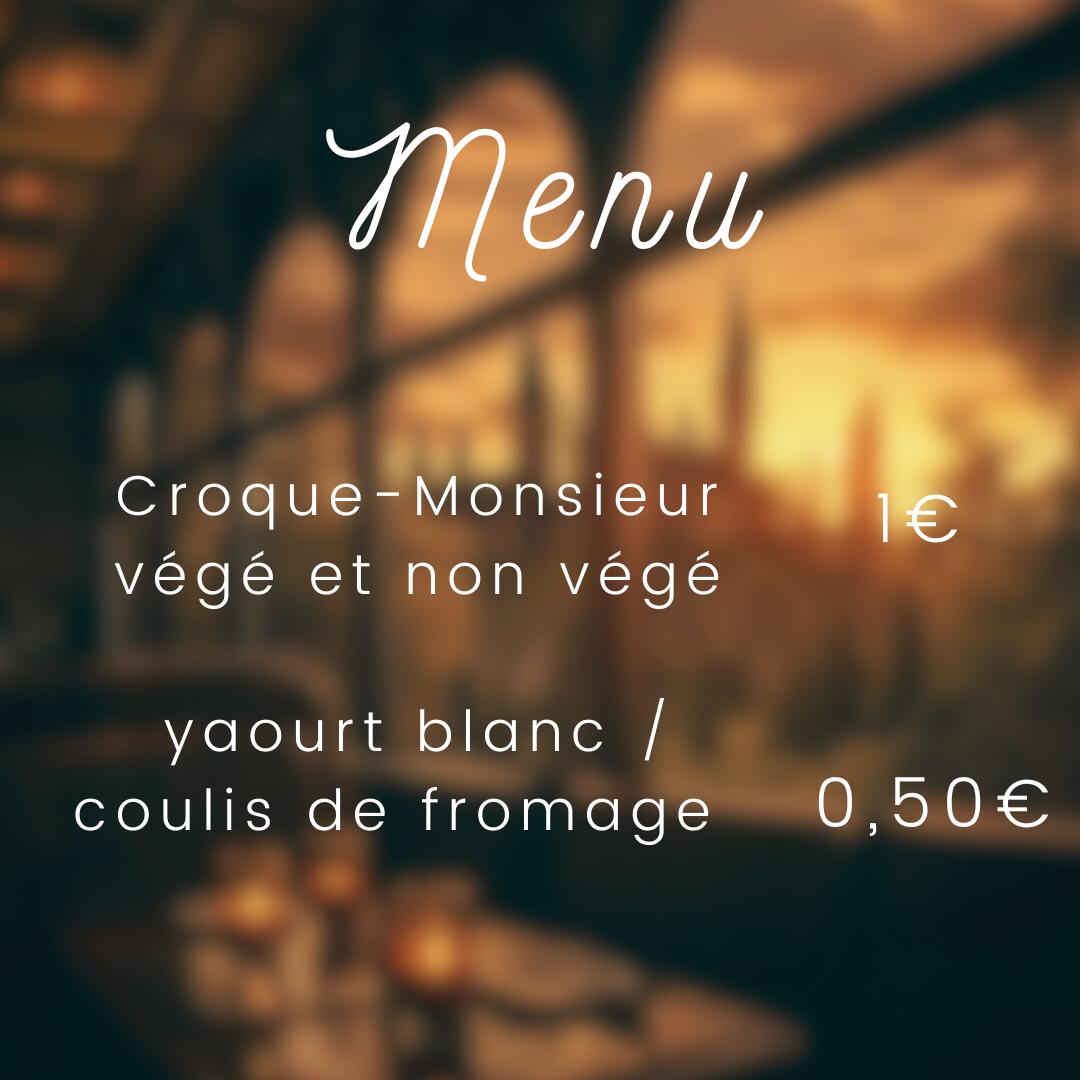 Menu
Croque-Monsieur
végé et non végé
1€
yaourt blanc /
coulis de fromage
0,50€